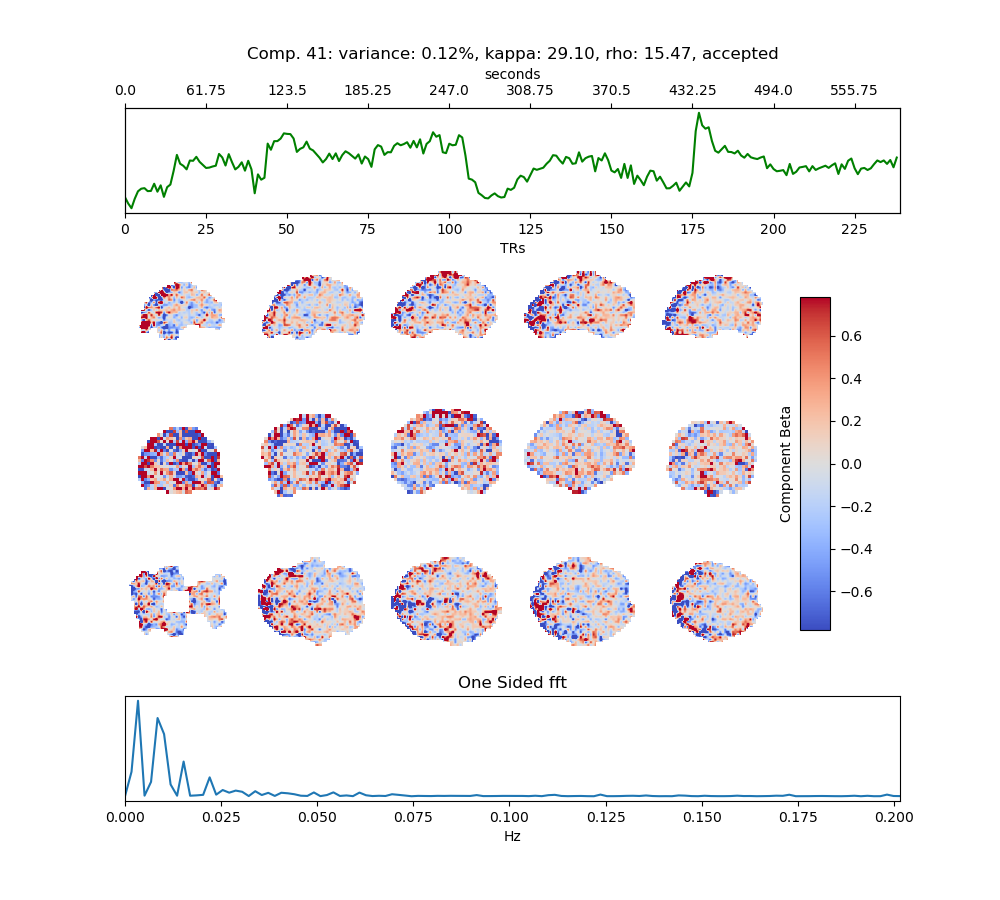 Comp. 41: variance: 0.12%, kappa: 29.10, rho: 15.47, accepted
seconds
0.0 61.75 123.5 185.25 247.0 308.75 370.5 432.25 494.0 555.75
0 25 50 75 100 125 150 175 200 225
TRs
0.6
0.4
0.2
0.0
−0.2
−0.4
−0.6
Component Beta
One Sided fft
0.000 0.025 0.050 0.075 0.100 0.125 0.150 0.175 0.200
Hz